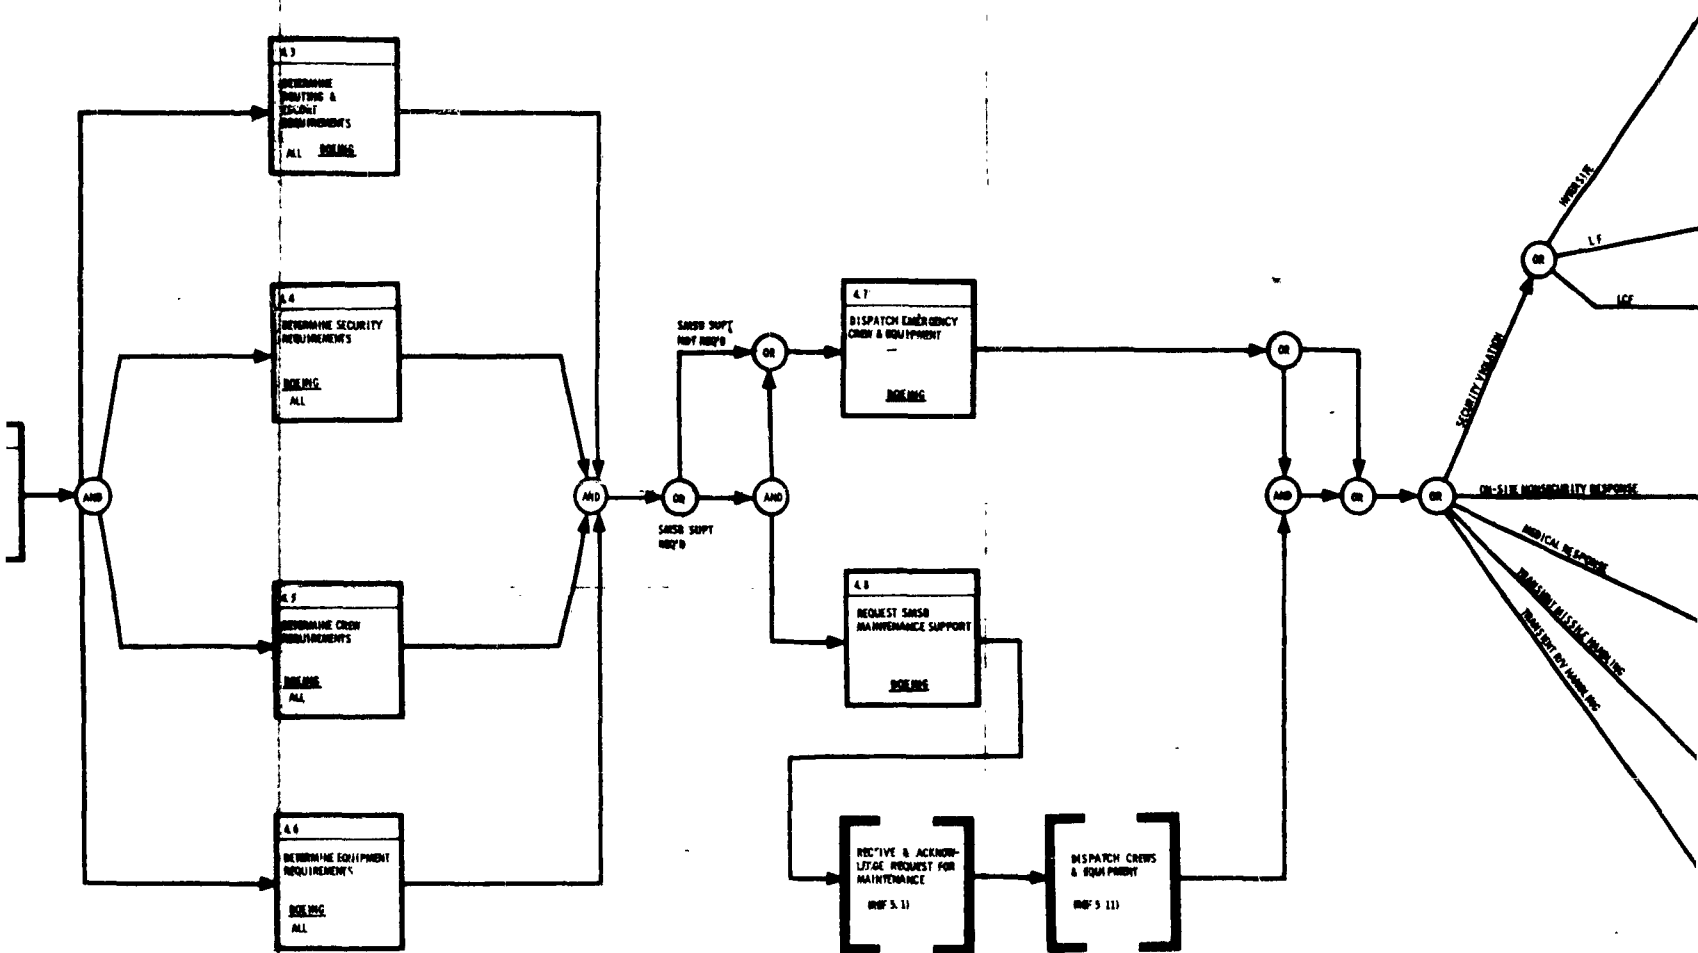 4.3
DETERMINE
ROUTING &
ESCORT
REQUIREMENTS
ALL BOEING
4.4
DETERMINE SECURITY
REQUIREMENTS
BOEING
ALL
4.5
DETERMINE CREW
REQUIREMENTS
BOEING
ALL
4.6
DETERMINE EQUIPMENT
REQUIREMENTS
BOEING
ALL
AND
AND
SMSB SUPT
NOT REQ'D
OR
OR
SMSB SUPT
REQ'D
AND
4.7
DISPATCH EMERGENCY
CREW & EQUIPMENT
BOEING
4.8
REQUEST SMSB
MAINTENANCE SUPPORT
BOEING
RECEIVE & ACKNOW-
LEDGE REQUEST FOR
MAINTENANCE
(REF 5.1)
DISPATCH CREWS
& EQUIPMENT
(REF 5.11)
OR
AND
OR
OR
SECURITY VIOLATION
OR
LF
LCF
ON-SITE NONSECURITY RESPONSE
MEDICAL RESPONSE
TRANSIENT MISSILE HANDLING
TRANSIENT R/V HANDLING